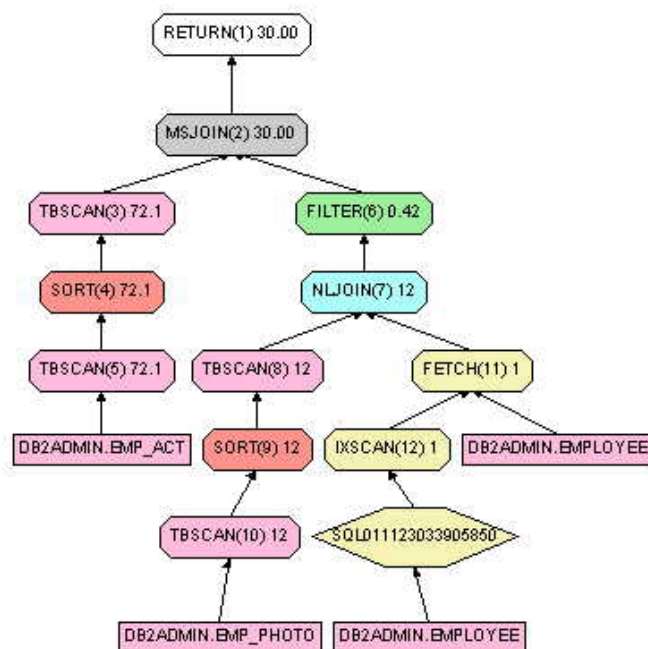 RETURN(1) 30.00
MSJOIN(2) 30.00
TBSCAN(3) 72.1
FILTER(6) 0.42
SORT(4) 72.1
NLJOIN(7) 12
TBSCAN(5) 72.1
TBSCAN(8) 12
FETCH(11) 1
DB2ADMIN.EMP_ACT
SORT(9) 12
IXSCAN(12) 1
DB2ADMIN.EMPLOYEE
TBSCAN(10) 12
SQL011123033905850
DB2ADMIN.EMP_PHOTO
DB2ADMIN.EMPLOYEE